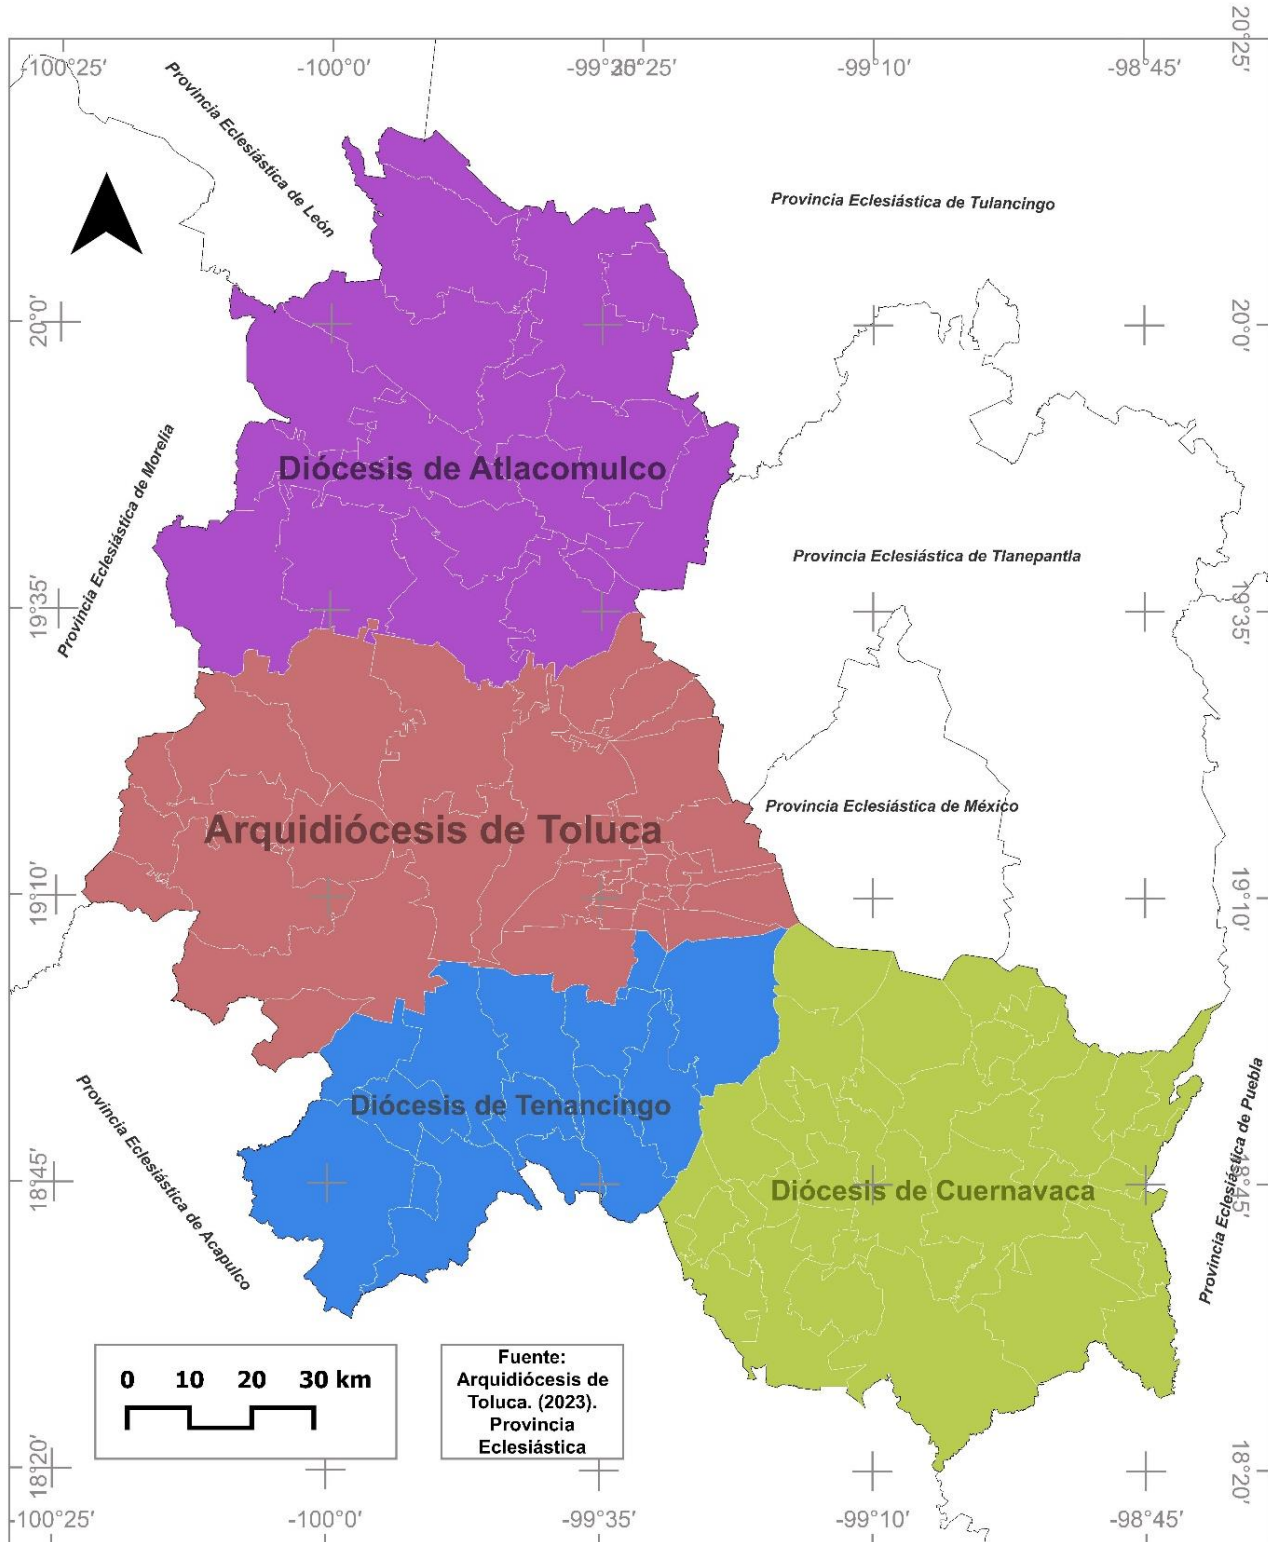 20°25′
-100°25′
-100°0′
-99°35′
20°25′
-99°10′
-98°45′
Provincia Eclesiástica de León
Provincia Eclesiástica de Tulancingo
20°0′
20°0′
Diócesis de Atlacomulco
Provincia Eclesiástica de Morelia
Provincia Eclesiástica de Tlanepantla
19°35′
19°35′
Provincia Eclesiástica de México
Arquidiócesis de Toluca
19°10′
19°10′
Provincia Eclesiástica de Acapulco
Diócesis de Tenancingo
Provincia Eclesiástica de Puebla
18°45′
Diócesis de Cuernavaca
18°45′
0 10 20 30 km
Fuente:
Arquidiócesis de
Toluca. (2023).
Provincia
Eclesiástica
18°20′
18°20′
-100°25′
-100°0′
-99°35′
-99°10′
-98°45′